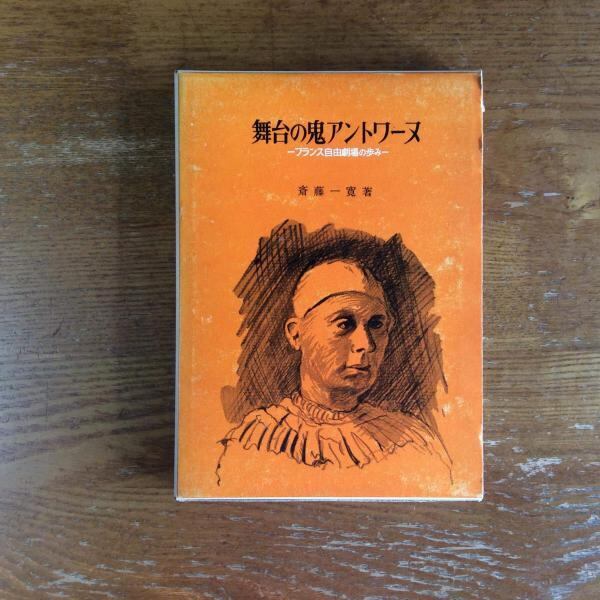 舞台の鬼アントワーヌ
－フランス自由劇場の歩み－
斎藤一寛著